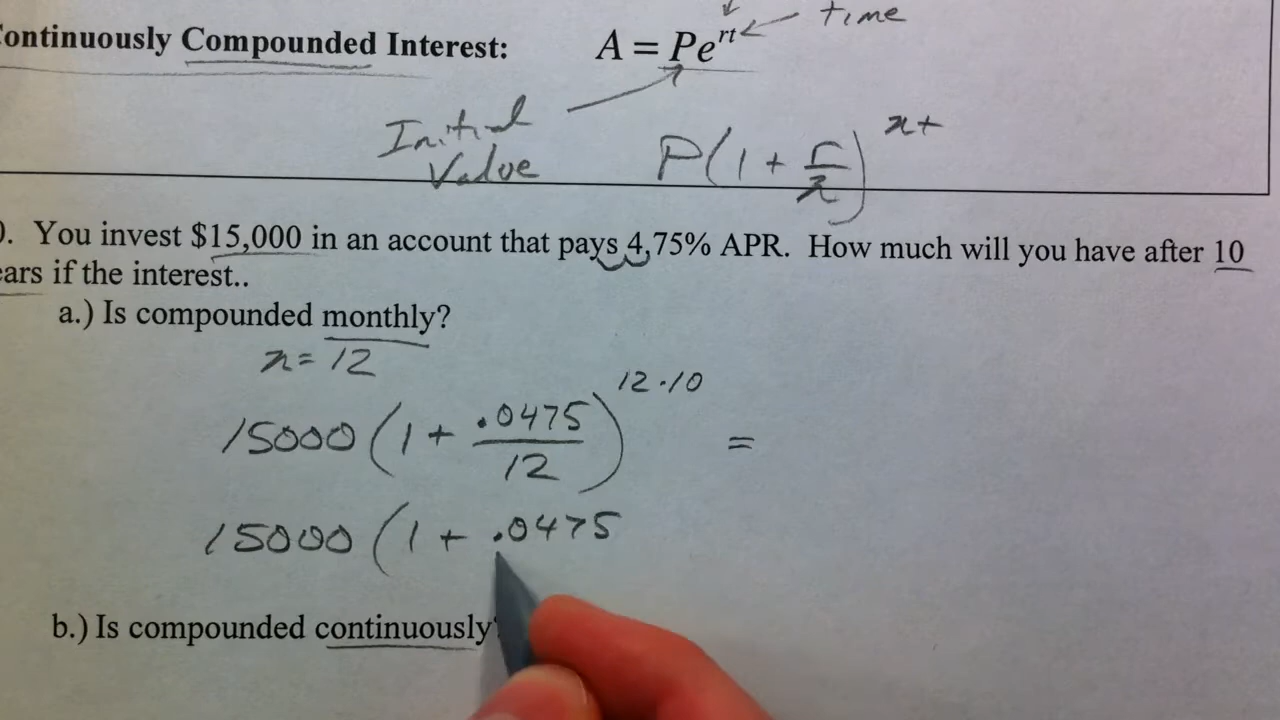 time
ontinuously Compounded Interest: A = Pe^rt
Initial
Value
P(1 + r/n)^nt
. You invest $15,000 in an account that pays 4.75% APR. How much will you have after 10
ears if the interest..
a.) Is compounded monthly?
n = 12
15000 (1 + .0475/12)^12·10 =
15000 (1 + .0475
b.) Is compounded continuously